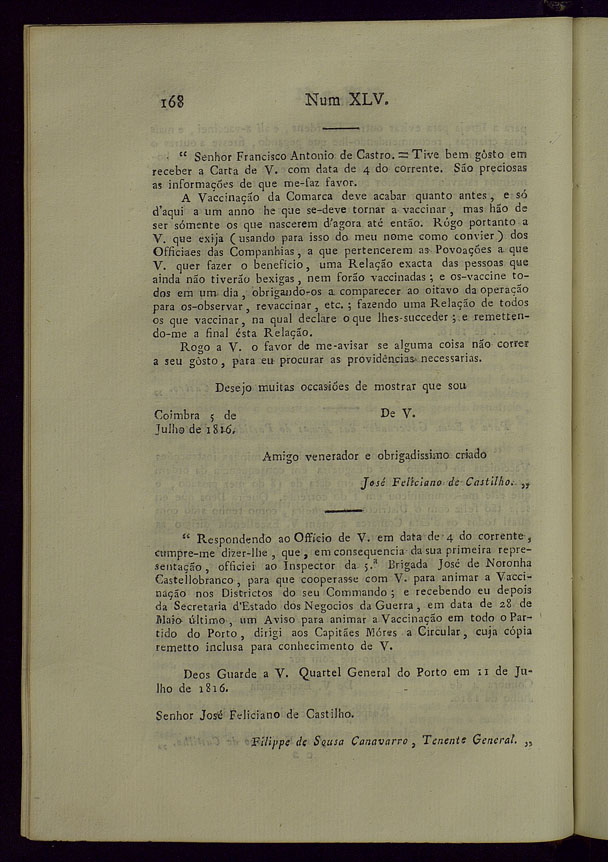 168 Num XLV.
“ Senhor Francisco Antonio de Castro. = Tive bem gôsto em
receber a Carta de V. com data de 4 do corrente. São preciosas
as informações de que me-faz favor.
A Vaccinação da Comarca deve acabar quanto antes, e só
d'aqui a um anno he que se-deve tornar a vaccinar, mas hão de
ser sómente os que nascerem d'agora até então. Rógo portanto a
V. que exija (usando para isso do meu nome como convier) dos
Officiaes das Companhias, a que pertencerem as Povoações a que
V. quer fazer o beneficio, uma Relação exacta das pessoas que
ainda não tiverão bexigas, nem forão vaccinadas; e os-vaccine to-
dos em um dia, obrigando-os a comparecer ao oitavo da operação
para os-observar, revaccinar, etc.; fazendo uma Relação de todos
os que vaccinar, na qual declare o que lhes-succeder; e remetten-
do-me a final ésta Relação.
Rogo a V. o favor de me-avisar se alguma coisa não correr
a seu gôsto, para eu procurar as providências necessarias.
Desejo muitas occasiões de mostrar que sou
Coimbra 5 de De V.
Julho de 1816.
Amigo venerador e obrigadissimo criado
José Feliciano de Castilho. „
“ Respondendo ao Officio de V. em data de 4 do corrente,
cumpre-me dizer-lhe, que, em consequencia da sua primeira repre-
sentação, officiei ao Inspector da 5.ª Brigada José de Noronha
Castellobranco, para que cooperasse com V. para animar a Vacci-
nação nos Districtos do seu Commando; e recebendo eu depois
da Secretaria d'Estado dos Negocios da Guerra, em data de 28 de
Maio último, um Aviso para animar a Vaccinação em todo o Par-
tido do Porto, dirigi aos Capitães Móres a Circular, cuja cópia
remetto inclusa para conhecimento de V.
Deos Guarde a V. Quartel General do Porto em 11 de Ju-
lho de 1816.
Senhor José Feliciano de Castilho.
Filippe de Sousa Canavarro, Tenente General. „